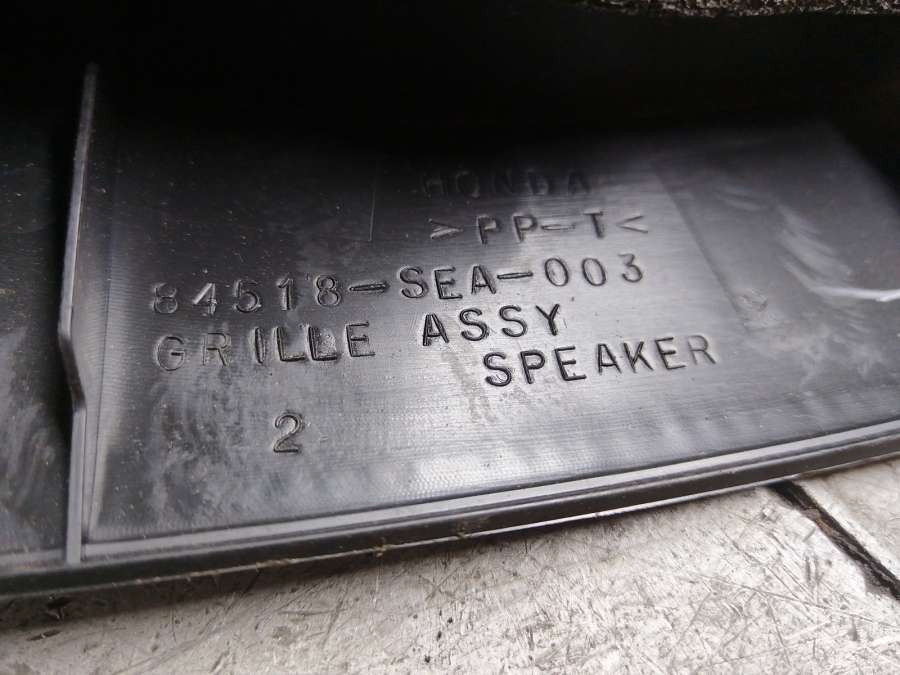 HONDA
>PP-T<
84518-SEA-003
GRILLE ASSY
SPEAKER
2